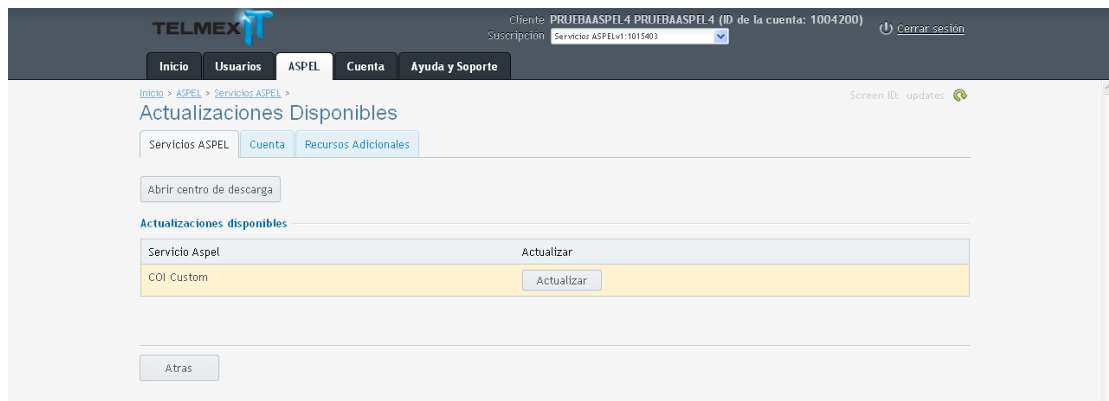 TELMEX IT
Cliente PRUEBAASPEL4 PRUEBAASPEL4 (ID de la cuenta: 1004200)
Suscripción Servicios ASPELv1:1015403
Cerrar sesión
Inicio Usuarios ASPEL Cuenta Ayuda y Soporte
Inicio > ASPEL > Servicios ASPEL >
Screen ID: updates
Actualizaciones Disponibles
Servicios ASPEL Cuenta Recursos Adicionales
Abrir centro de descarga
Actualizaciones disponibles
Servicio Aspel Actualizar
COI Custom Actualizar
Atras